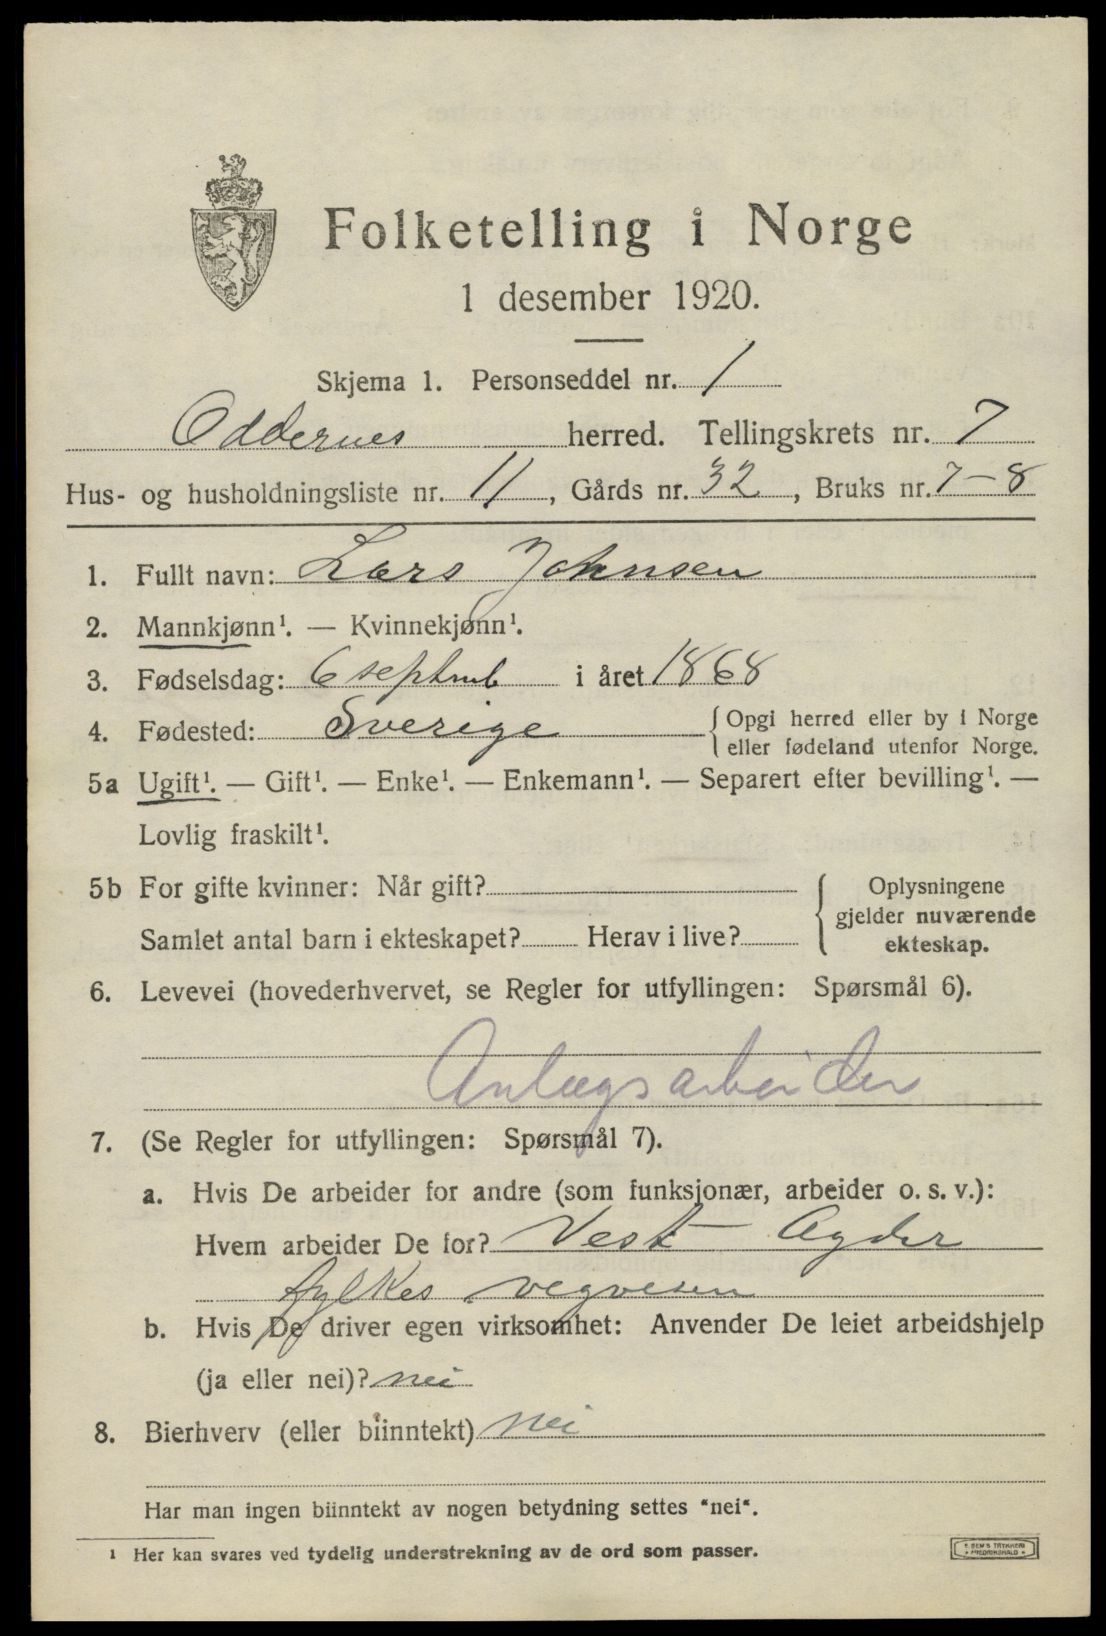 Folketelling i Norge
1 desember 1920.
Skjema 1. Personseddel nr. 1
Oddernes herred. Tellingskrets nr. 7
Hus- og husholdningsliste nr. 11, Gårds nr. 32, Bruks nr. 7-8
1. Fullt navn: Lars Johnsen
2. Mannkjønn¹. — Kvinnekjønn¹.
3. Fødselsdag: 6 septemb i året 1868
4. Fødested: Sverige { Opgi herred eller by i Norge
eller fødeland utenfor Norge.
5a Ugift¹. — Gift¹. — Enke¹. — Enkemann¹. — Separert efter bevilling¹. —
Lovlig fraskilt¹.
5b For gifte kvinner: Når gift?
Samlet antal barn i ekteskapet? Herav i live?
{ Oplysningene
gjelder nuværende
ekteskap.
6. Levevei (hovederhvervet, se Regler for utfyllingen: Spørsmål 6).
Anlægsarbeider
7. (Se Regler for utfyllingen: Spørsmål 7).
a. Hvis De arbeider for andre (som funksjonær, arbeider o. s. v.):
Hvem arbeider De for? Vest Agder
fylkes vegvesen
b. Hvis De driver egen virksomhet: Anvender De leiet arbeidshjelp
(ja eller nei)? nei
8. Bierhverv (eller biinntekt) nei
Har man ingen biinntekt av nogen betydning settes "nei".
¹ Her kan svares ved tydelig understrekning av de ord som passer.